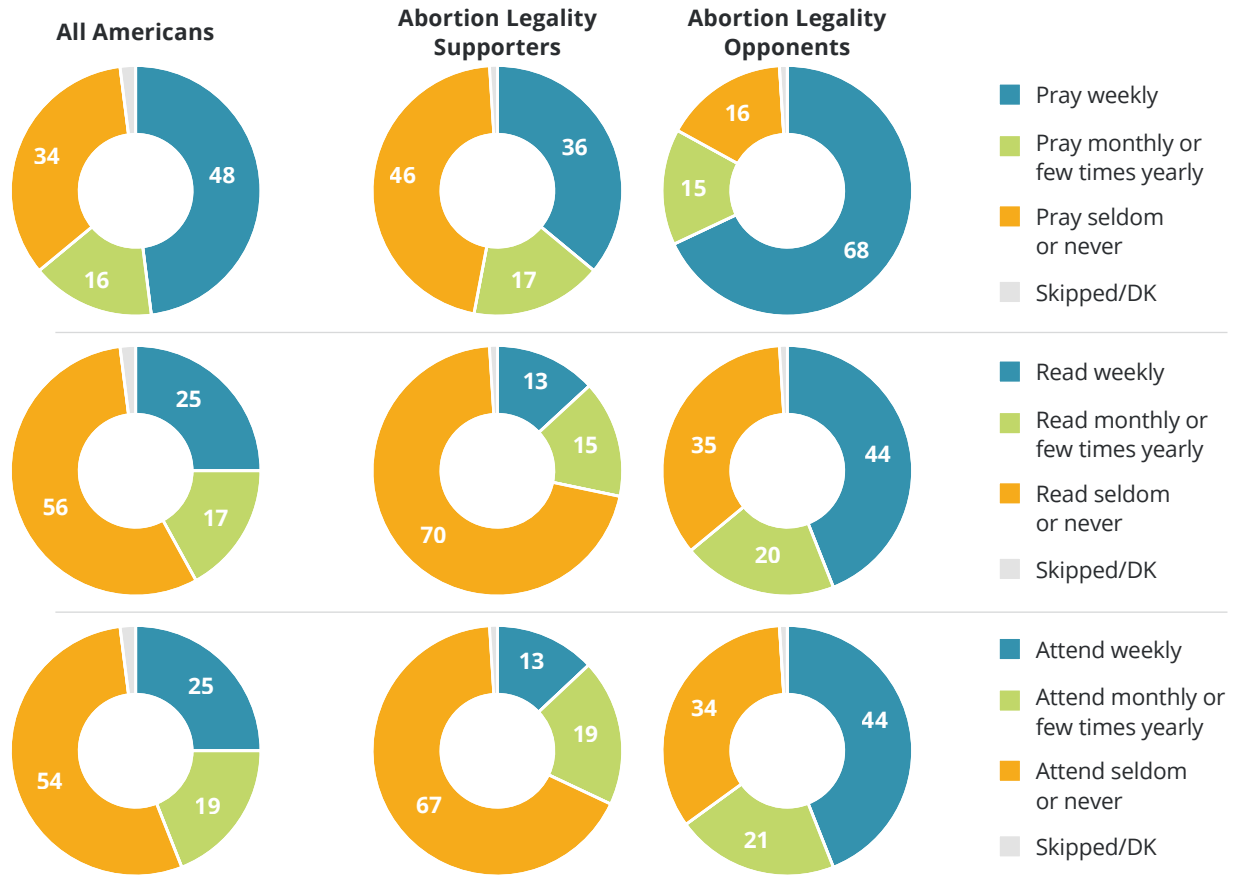 All Americans
Abortion Legality
Supporters
Abortion Legality
Opponents
48
16
34
36
17
46
68
15
16
Pray weekly
Pray monthly or
few times yearly
Pray seldom
or never
Skipped/DK
25
17
56
13
15
70
44
20
35
Read weekly
Read monthly or
few times yearly
Read seldom
or never
Skipped/DK
25
19
54
13
19
67
44
21
34
Attend weekly
Attend monthly or
few times yearly
Attend seldom
or never
Skipped/DK